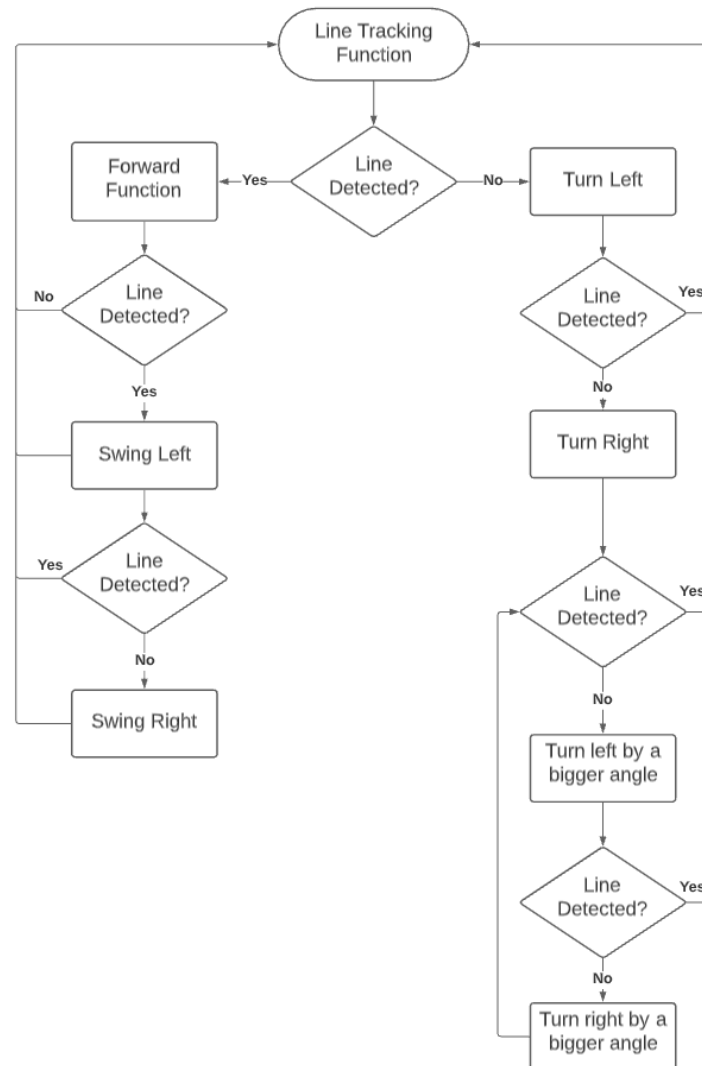 Line Tracking
Function
Line
Detected?
Yes
No
Forward
Function
Line
Detected?
No
Yes
Swing Left
Line
Detected?
Yes
No
Swing Right
Turn Left
Line
Detected?
Yes
No
Turn Right
Line
Detected?
Yes
No
Turn left by a
bigger angle
Line
Detected?
Yes
No
Turn right by a
bigger angle